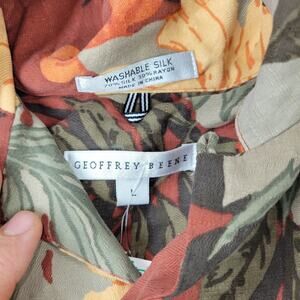 WASHABLE SILK
70% SILK 30% RAYON
MADE IN CHINA
GEOFFREY BEENE
L